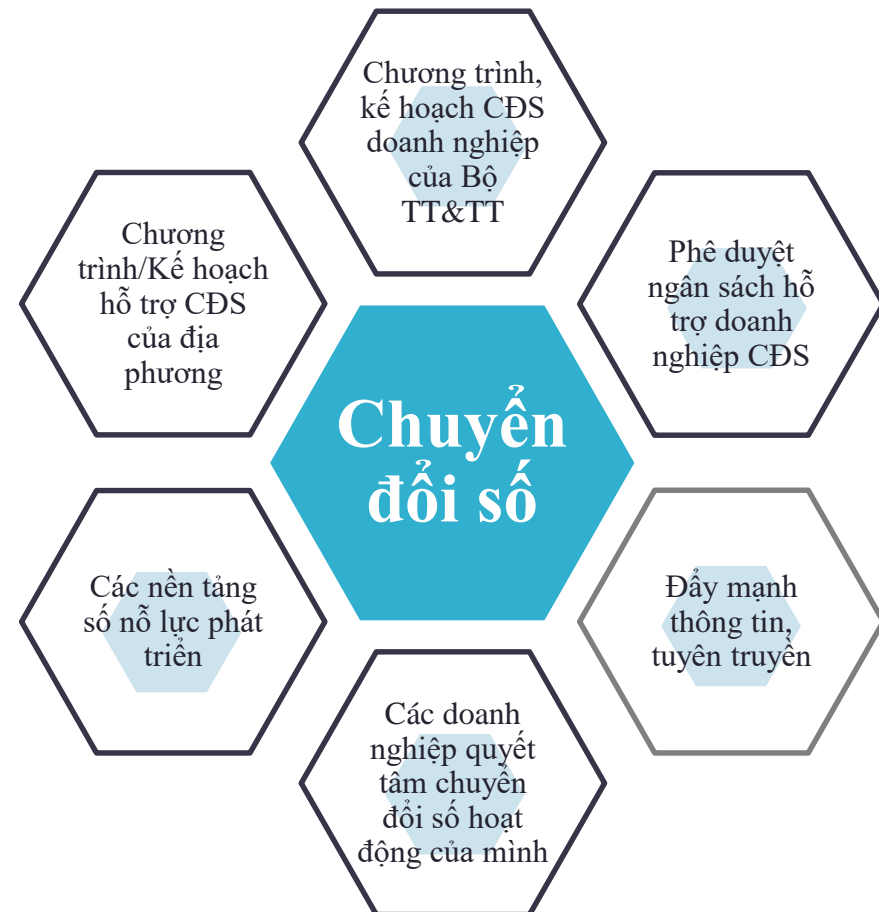 Chương trình,
kế hoạch CĐS
doanh nghiệp
của Bộ
TT&TT
Phê duyệt
ngân sách hỗ
trợ doanh
nghiệp CĐS
Đẩy mạnh
thông tin,
tuyên truyền
Các doanh
nghiệp quyết
tâm chuyển
đổi số hoạt
động của mình
Các nền tảng
số nỗ lực phát
triển
Chương
trình/Kế hoạch
hỗ trợ CĐS
của địa
phương
Chuyển
đổi số